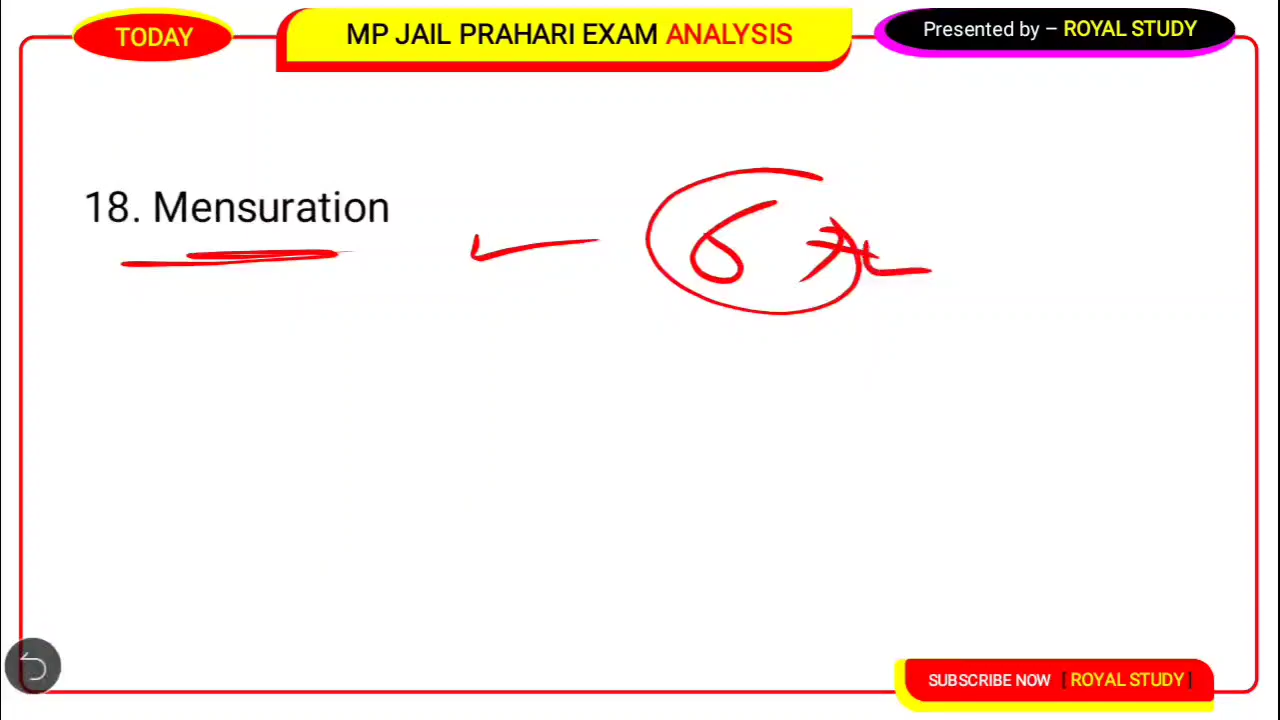 TODAY
MP JAIL PRAHARI EXAM ANALYSIS
Presented by – ROYAL STUDY
18. Mensuration
6
SUBSCRIBE NOW [ ROYAL STUDY ]